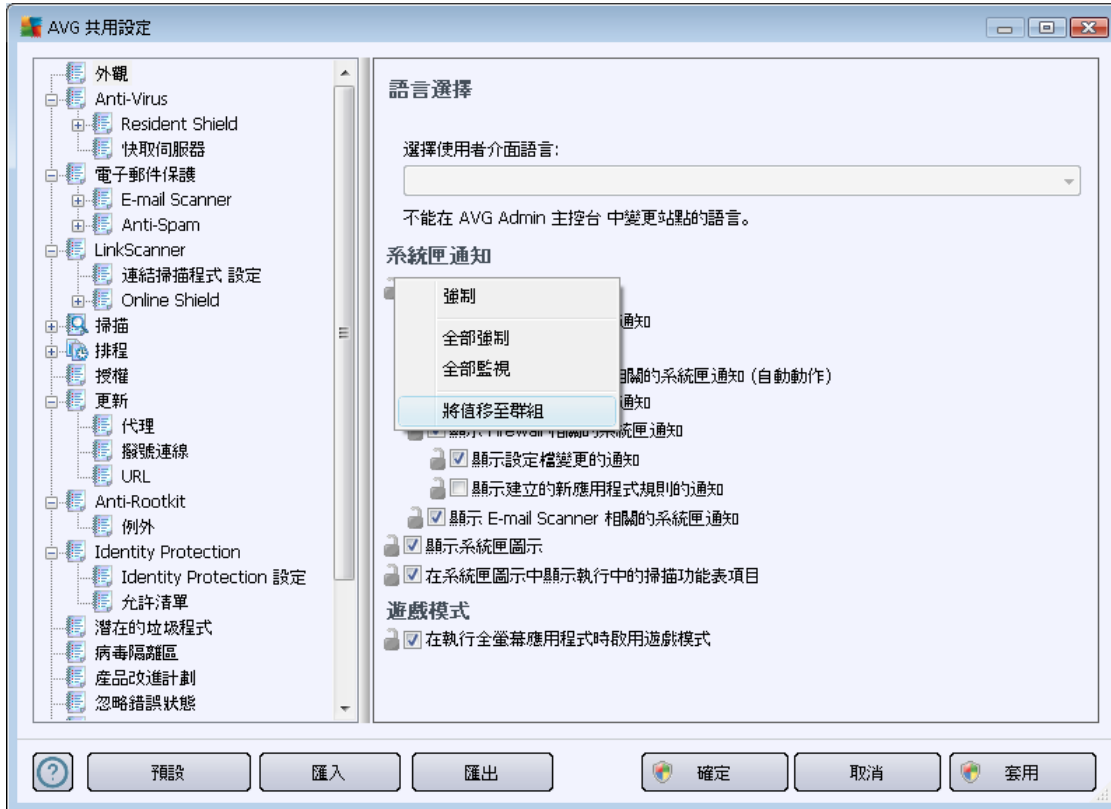 AVG 共用設定
外觀
Anti-Virus
Resident Shield
快取伺服器
電子郵件保護
E-mail Scanner
Anti-Spam
LinkScanner
連結掃描程式 設定
Online Shield
掃描
排程
授權
更新
代理
撥號連線
URL
Anti-Rootkit
例外
Identity Protection
Identity Protection 設定
允許清單
潛在的垃圾程式
病毒隔離區
產品改進計劃
忽略錯誤狀態
語言選擇
選擇使用者介面語言:
不能在 AVG Admin 主控台 中變更站點的語言。
系統匣通知
強制
全部強制
全部監視
將值移至群組
通知
相關的系統匣通知 (自動動作)
通知
顯示 Firewall 相關的系統匣通知
顯示設定檔變更的通知
顯示建立的新應用程式規則的通知
顯示 E-mail Scanner 相關的系統匣通知
顯示系統匣圖示
在系統匣圖示中顯示執行中的掃描功能表項目
遊戲模式
在執行全螢幕應用程式時啟用遊戲模式
預設
匯入
匯出
確定
取消
套用